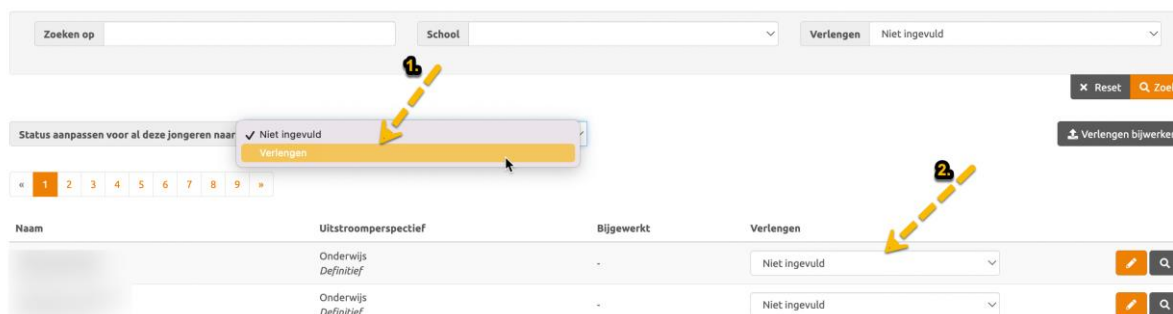 Zoeken op School Verlengen Niet ingevuld
1.
Reset Zoe
Status aanpassen voor al deze jongeren naar ✓ Niet ingevuld Verlengen bijwerke
Verlengen
2.
« 1 2 3 4 5 6 7 8 9 »
Naam Uitstroomperspectief Bijgewerkt Verlengen
Onderwijs
Definitief - Niet ingevuld
Onderwijs
Definitief - Niet ingevuld